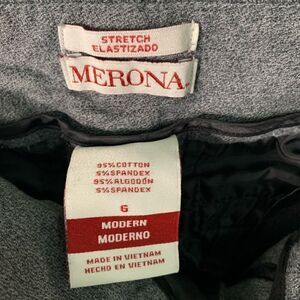 STRETCH
ELASTIZADO
MERONA
95% COTTON
5% SPANDEX
95% ALGODÓN
5% SPANDEX
6
MODERN
MODERNO
MADE IN VIETNAM
HECHO EN VIETNAM